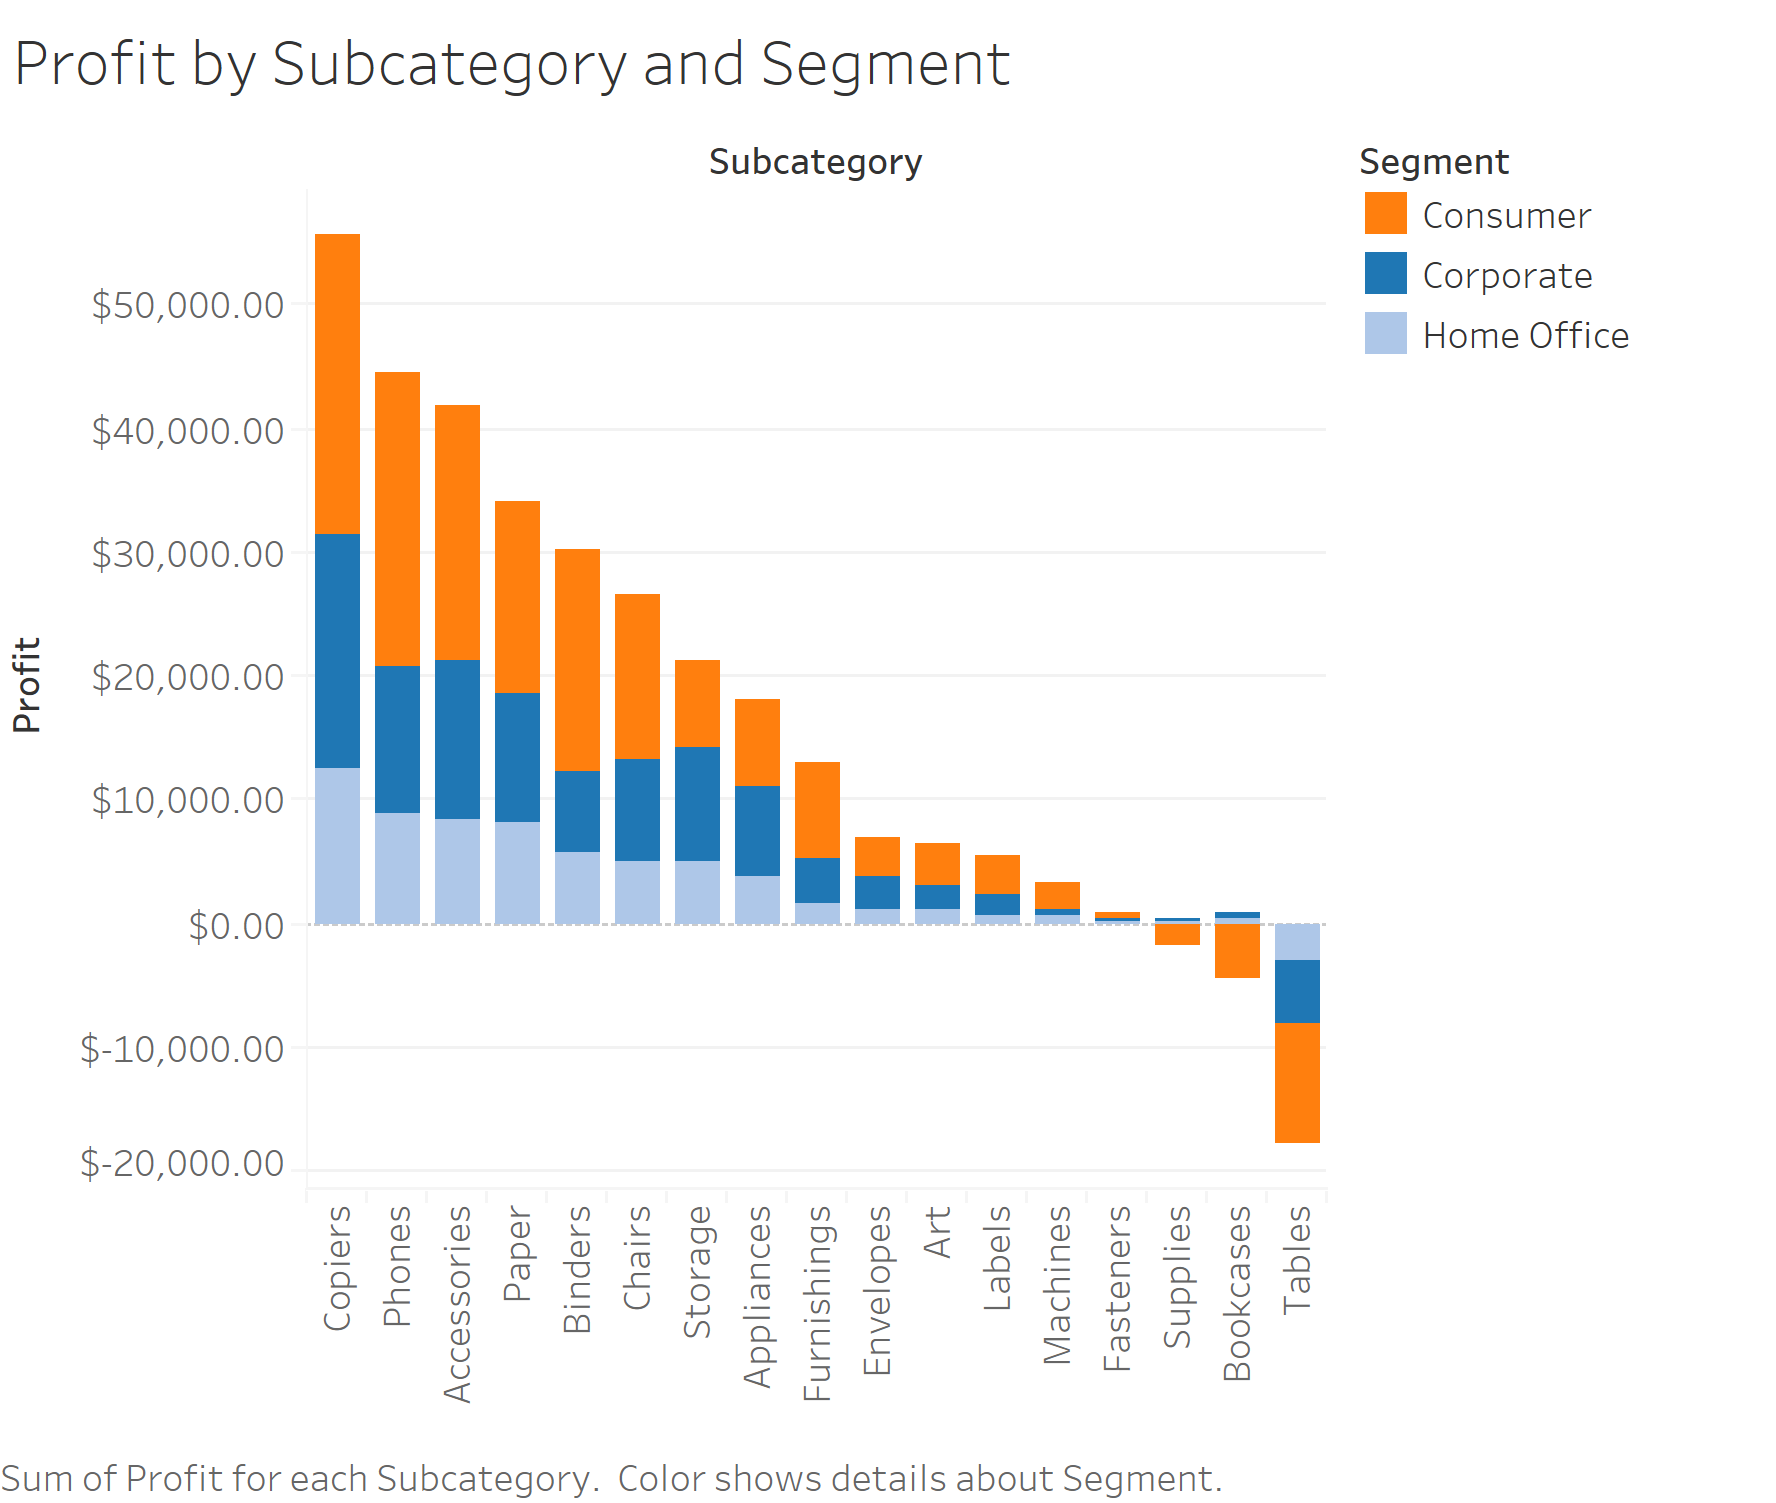 Profit by Subcategory and Segment
Subcategory
Segment
Consumer
Corporate
Home Office
Profit
$50,000.00
$40,000.00
$30,000.00
$20,000.00
$10,000.00
$0.00
$-10,000.00
$-20,000.00
Copiers
Phones
Accessories
Paper
Binders
Chairs
Storage
Appliances
Furnishings
Envelopes
Art
Labels
Machines
Fasteners
Supplies
Bookcases
Tables
Sum of Profit for each Subcategory.  Color shows details about Segment.